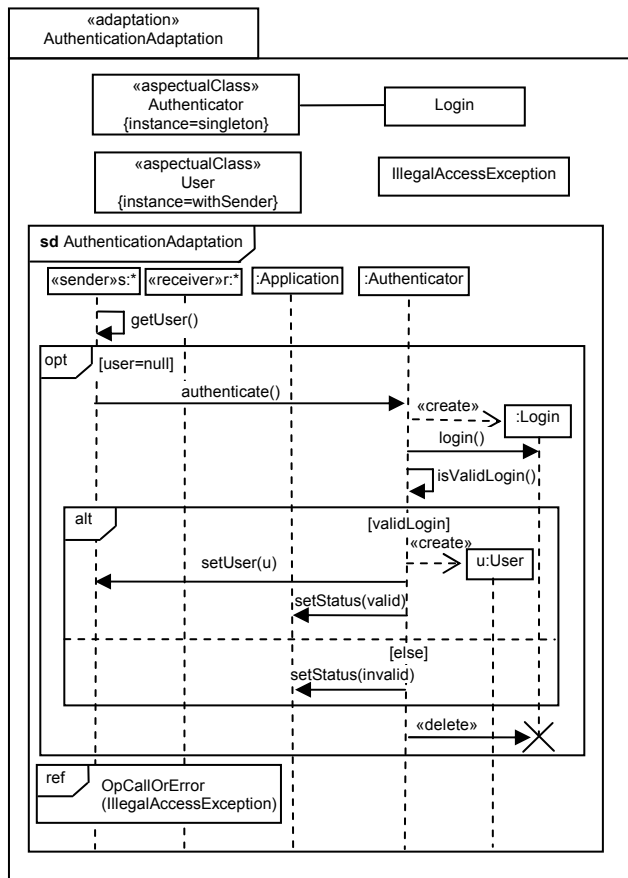 «adaptation»
AuthenticationAdaptation
«aspectualClass»
Authenticator
{instance=singleton}
Login
«aspectualClass»
User
{instance=withSender}
IllegalAccessException
sd AuthenticationAdaptation
«sender»s:*
«receiver»r:*
:Application
:Authenticator
getUser()
opt
[user=null]
authenticate()
«create»
:Login
login()
isValidLogin()
alt
[validLogin]
«create»
u:User
setUser(u)
setStatus(valid)
[else]
setStatus(invalid)
«delete»
ref
OpCallOrError
(IllegalAccessException)